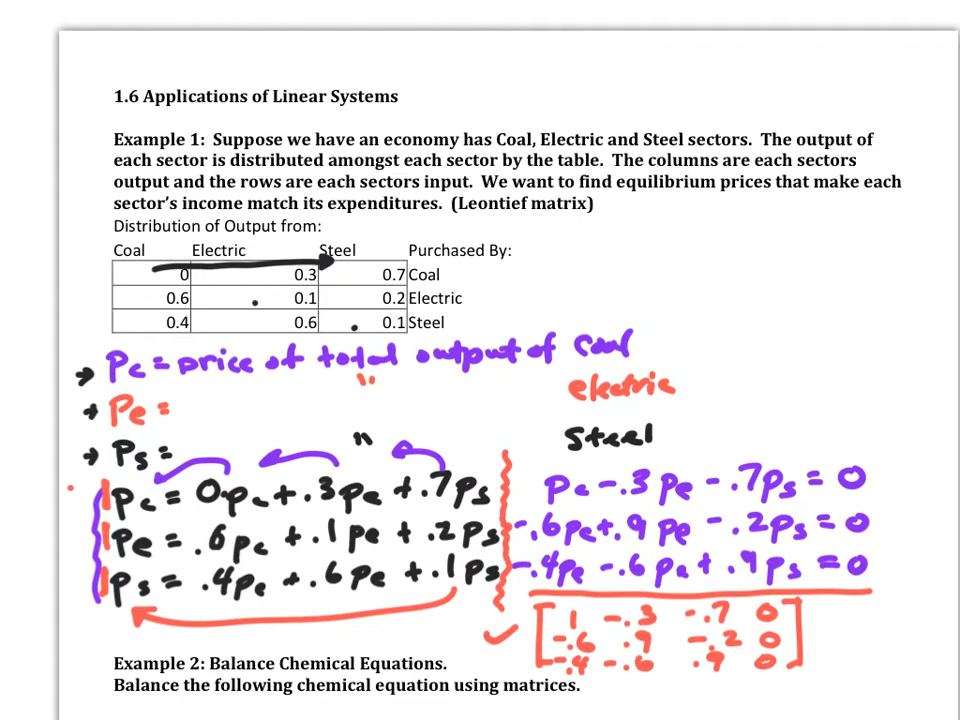 1.6 Applications of Linear Systems
Example 1: Suppose we have an economy has Coal, Electric and Steel sectors. The output of
each sector is distributed amongst each sector by the table. The columns are each sectors
output and the rows are each sectors input. We want to find equilibrium prices that make each
sector's income match its expenditures. (Leontief matrix)
Distribution of Output from:
Coal Electric Steel Purchased By:
0 0.3 0.7 Coal
0.6 0.1 0.2 Electric
0.4 0.6 0.1 Steel
→ Pc = price of total output of coal
→ Pe = " electric
→ Ps = " Steel
1Pc = 0·pc + .3pe + .7ps
1Pe = .6pc + .1pe + .2ps
1Ps = .4pc + .6pe + .1ps
Pc - .3Pe - .7Ps = 0
-.6pc + .9Pe - .2ps = 0
-.4pc - .6pe + .9ps = 0
1 -.3 -.7 0
-.6 .9 -.2 0
-.4 -.6 .9 0
Example 2: Balance Chemical Equations.
Balance the following chemical equation using matrices.